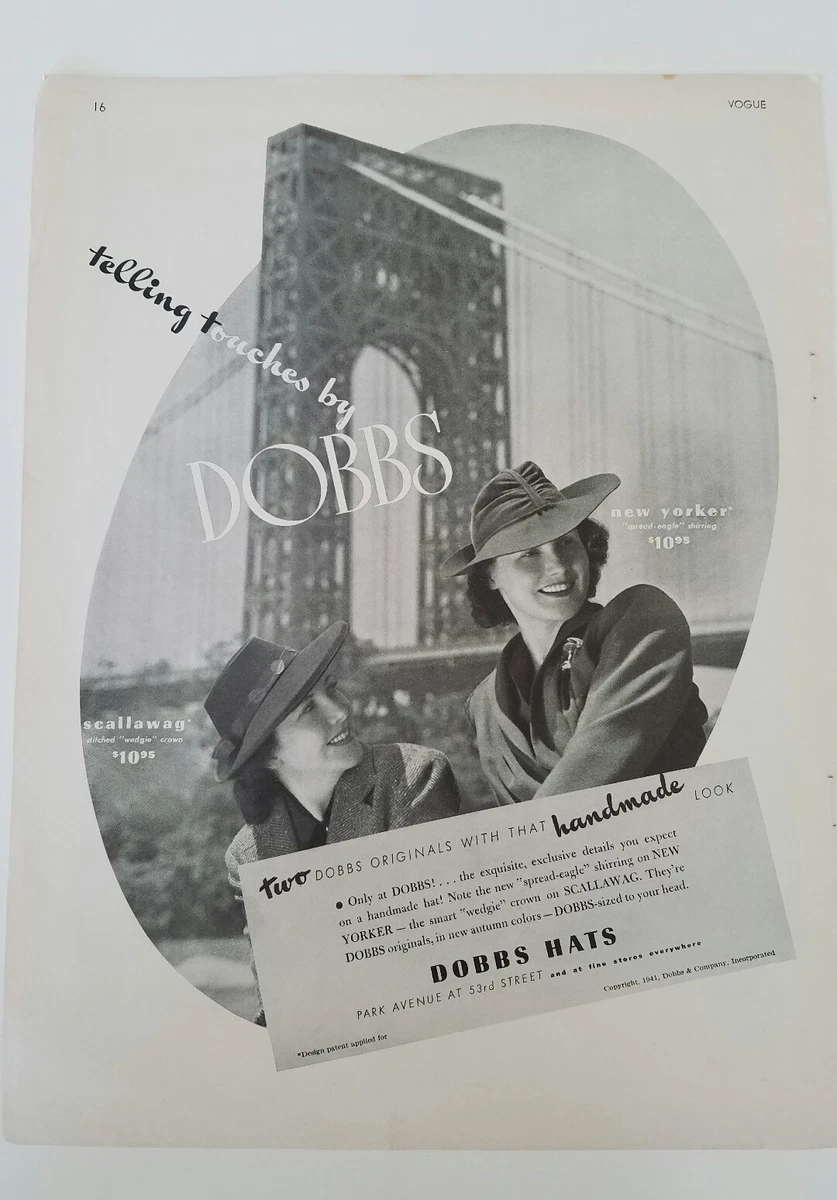 16
VOGUE
telling touches by
DOBBS
new yorker*
"spread-eagle" shirring
$10.95
scallawag*
stitched "wedgie" crown
$10.95
two DOBBS ORIGINALS WITH THAT handmade LOOK
• Only at DOBBS! . . . the exquisite, exclusive details you expect
on a handmade hat! Note the new "spread-eagle" shirring on NEW
YORKER — the smart "wedgie" crown on SCALLAWAG. They're
DOBBS originals, in new autumn colors — DOBBS-sized to your head.
DOBBS HATS
PARK AVENUE AT 53rd STREET and at fine stores everywhere
Copyright, 1941, Dobbs & Company, Incorporated
*Design patent applied for